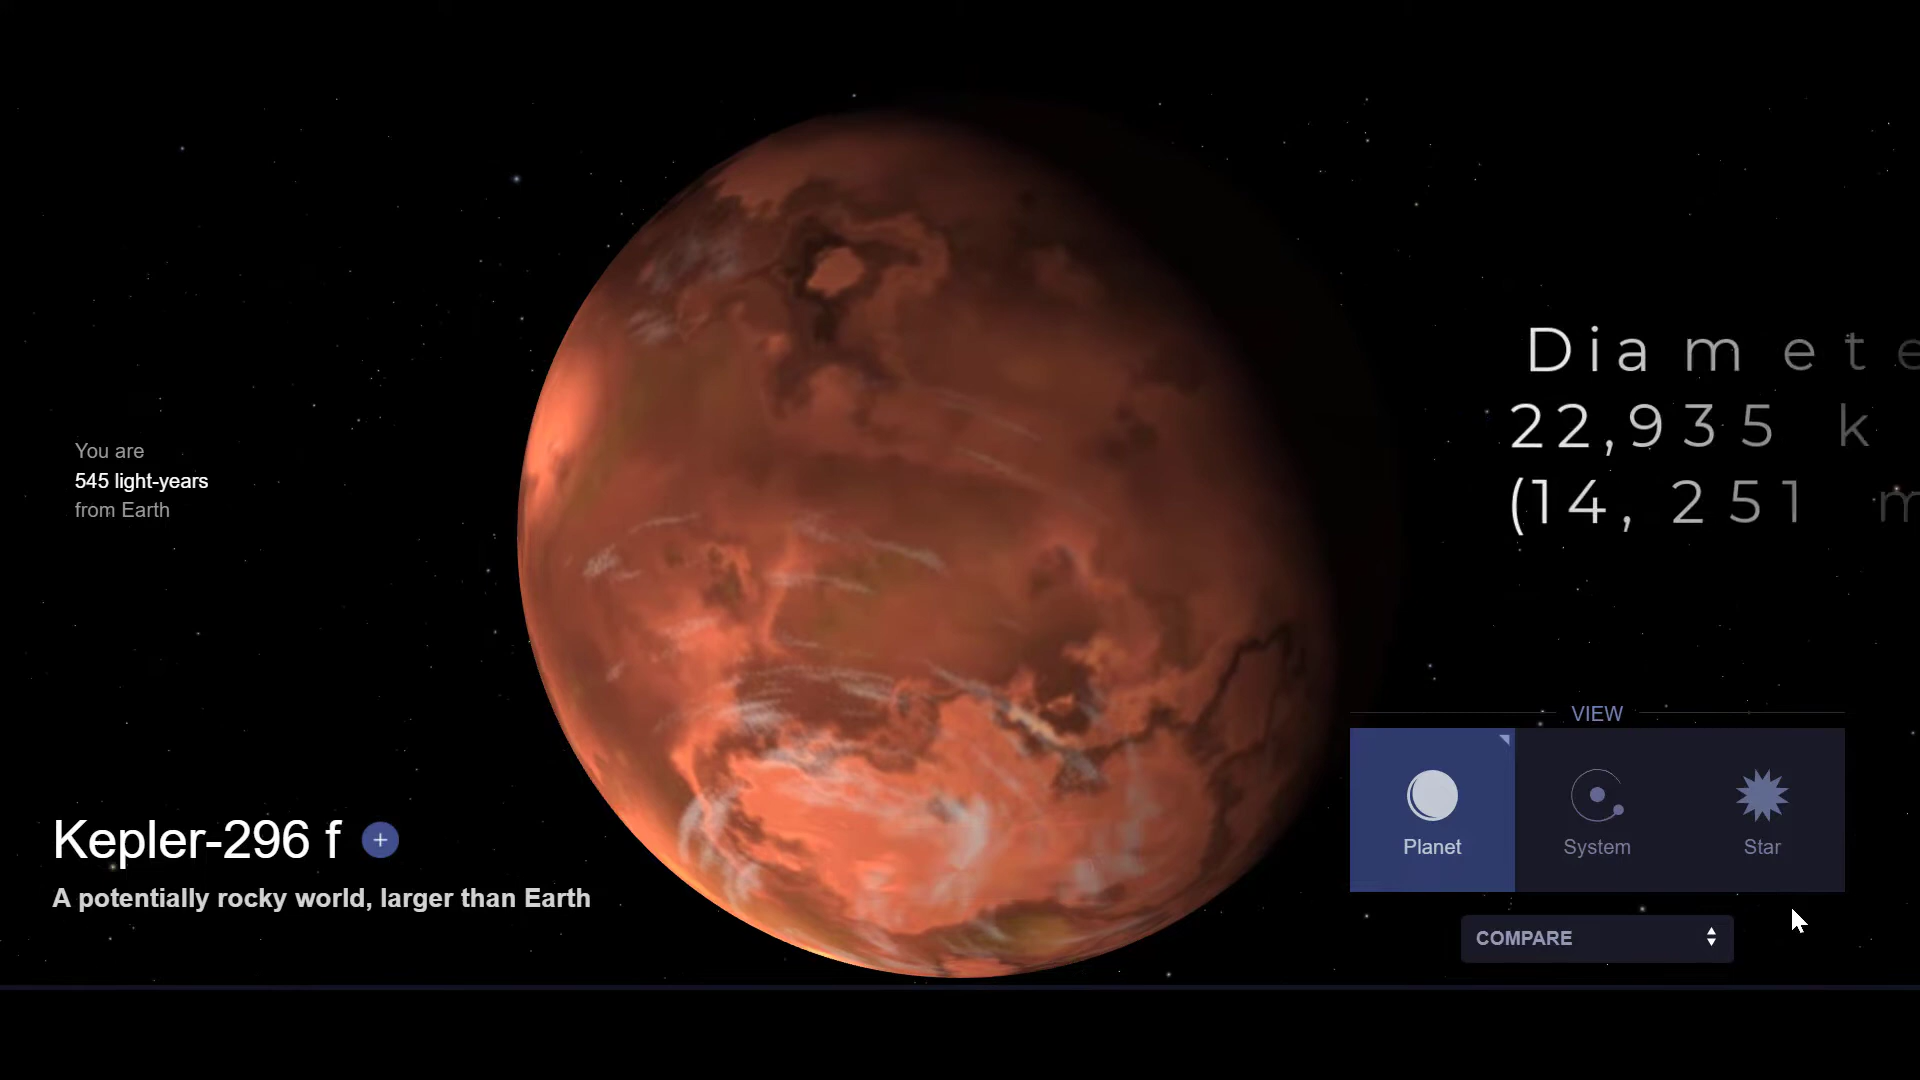 Diamete
22,935 k
(14, 251 m
You are
545 light-years
from Earth
VIEW
Planet
System
Star
Kepler-296 f +
A potentially rocky world, larger than Earth
COMPARE